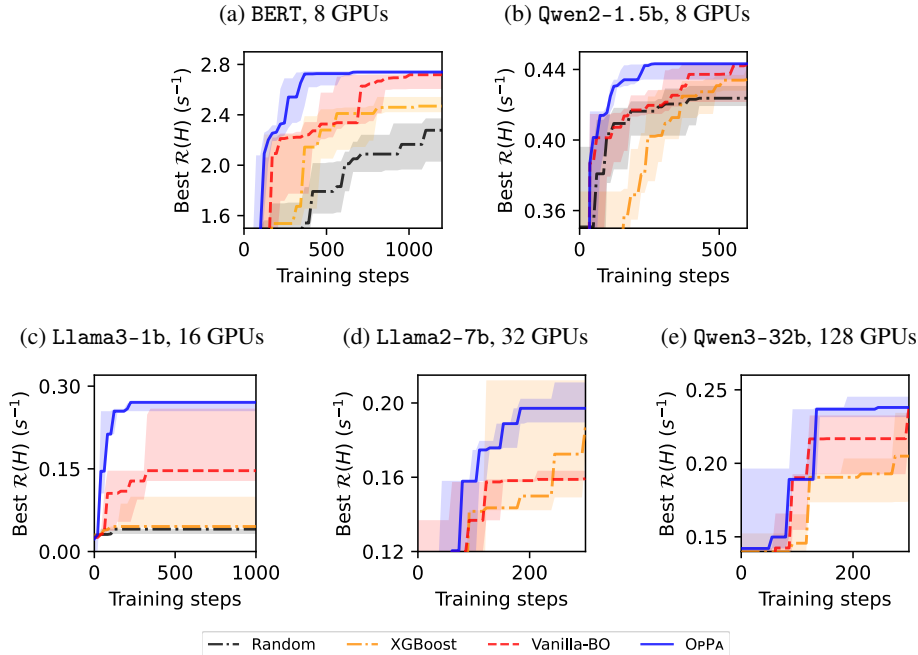 (a) BERT, 8 GPUs
(b) Qwen2-1.5b, 8 GPUs
Best R(H) (s⁻¹)
2.8
2.4
2.0
1.6
0
500
1000
Training steps
Best R(H) (s⁻¹)
0.44
0.40
0.36
0
500
Training steps
(c) Llama3-1b, 16 GPUs
(d) Llama2-7b, 32 GPUs
(e) Qwen3-32b, 128 GPUs
Best R(H) (s⁻¹)
0.30
0.15
0.00
0
500
1000
Training steps
Best R(H) (s⁻¹)
0.20
0.16
0.12
0
200
Training steps
Best R(H) (s⁻¹)
0.25
0.20
0.15
0
200
Training steps
Random
XGBoost
Vanilla-BO
OPPA